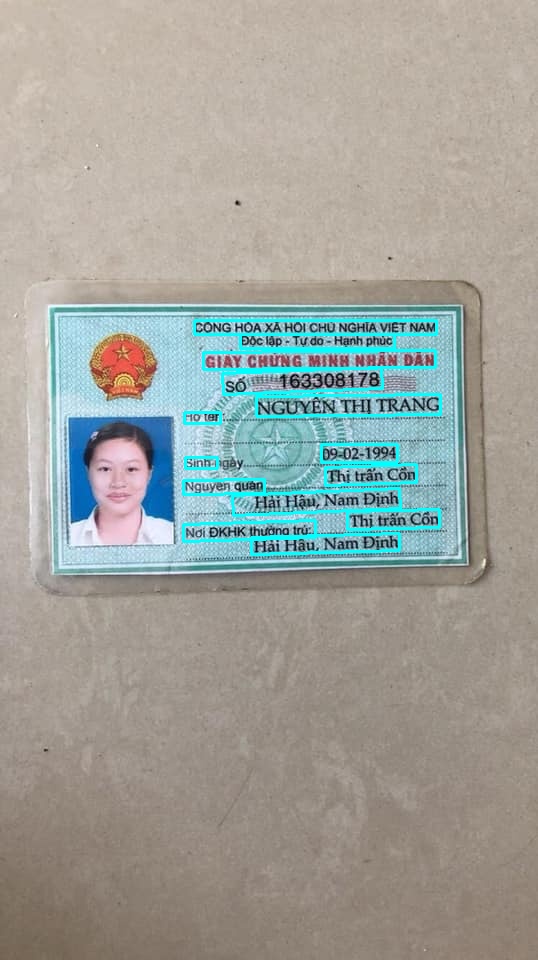 CỘNG HÒA XÃ HỘI CHỦ NGHĨA VIỆT NAM
Độc lập - Tự do - Hạnh phúc
GIẤY CHỨNG MINH NHÂN DÂN
SỐ 163308178
Họ tên NGUYỄN THỊ TRANG
Sinh ngày 09-02-1994
Nguyên quán Thị trấn Cồn
Hải Hậu, Nam Định
Nơi ĐKHK thường trú: Thị trấn Cồn
Hải Hậu, Nam Định